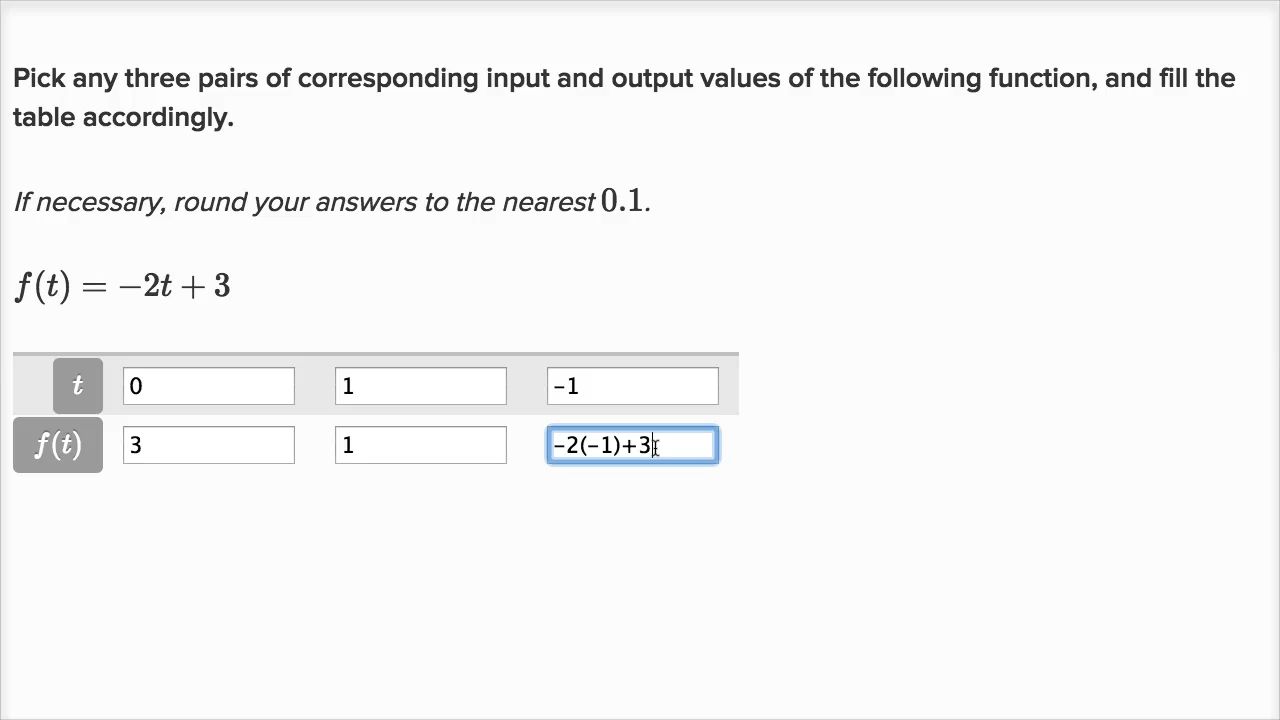 Pick any three pairs of corresponding input and output values of the following function, and fill the
table accordingly.
If necessary, round your answers to the nearest 0.1.
f(t) = −2t + 3
t 0 1 −1
f(t) 3 1 −2(−1)+3